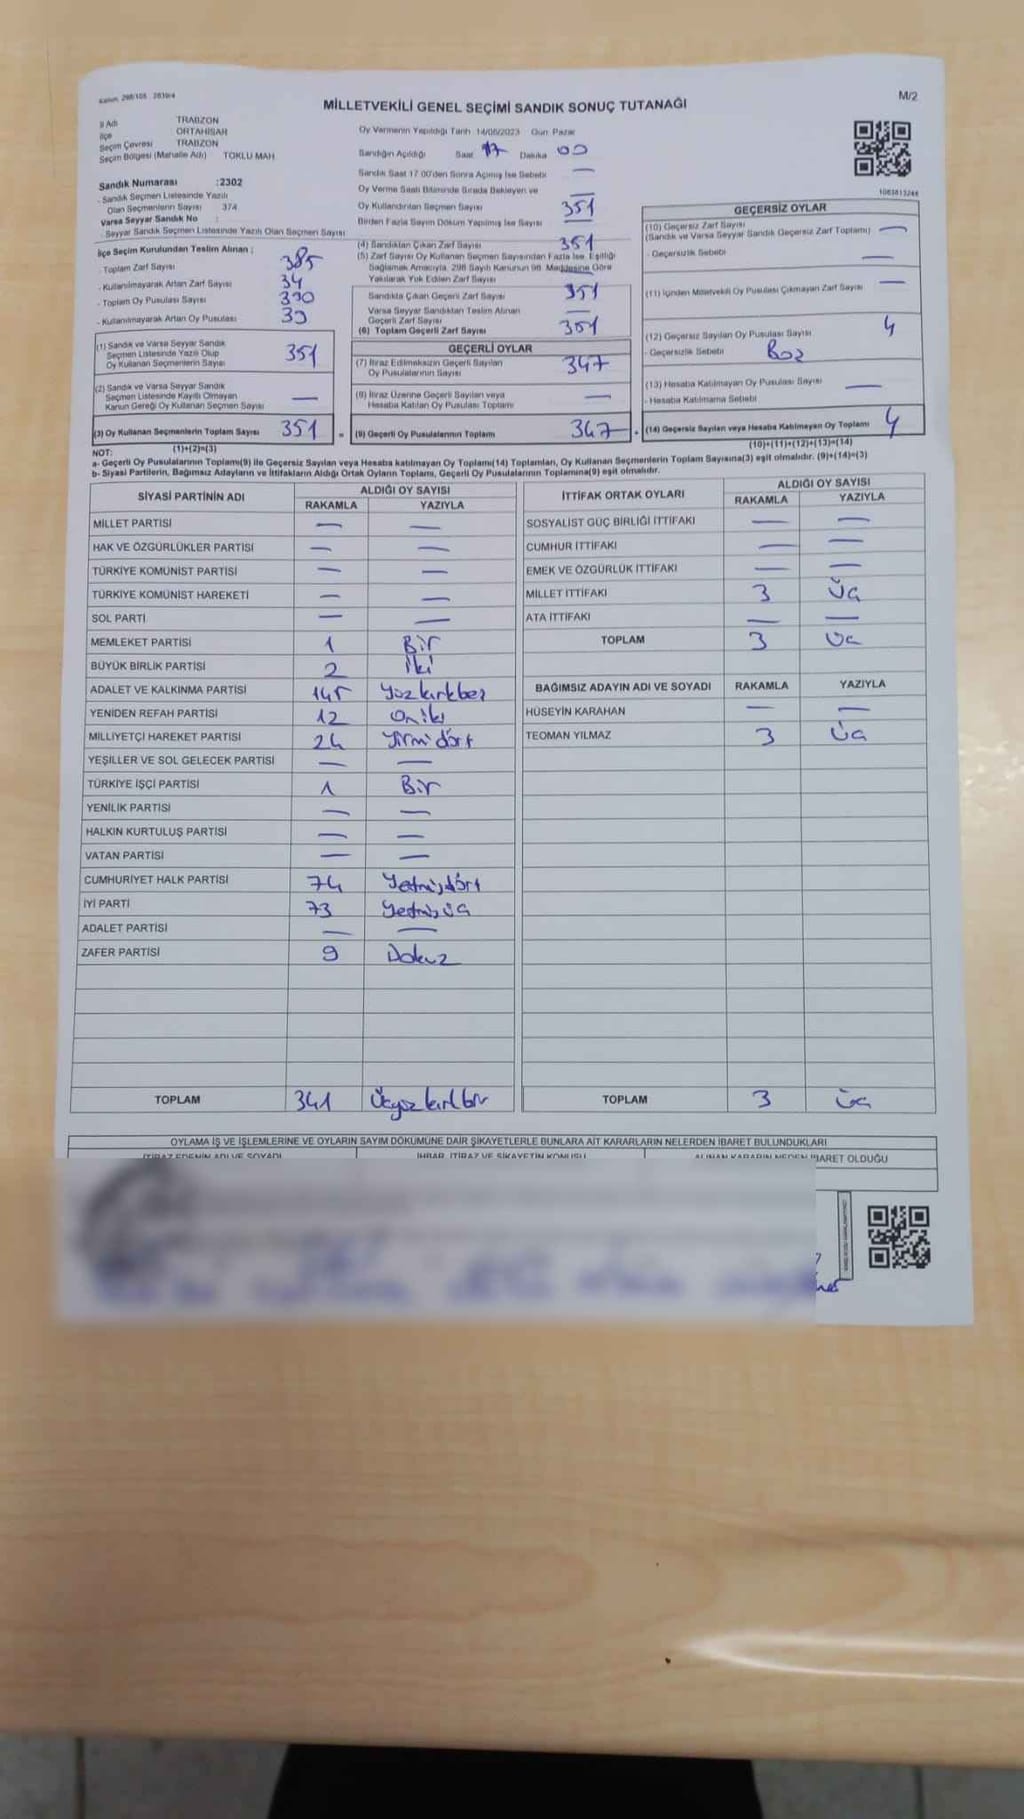 Kanun: 298/105 - 2839/4
MİLLETVEKİLİ GENEL SEÇİMİ SANDIK SONUÇ TUTANAĞI
M/2
İl Adı TRABZON
İlçe ORTAHİSAR
Seçim Çevresi TRABZON
Seçim Bölgesi (Mahalle Adı) TOKLU MAH.
Sandık Numarası :2302
- Sandık Seçmen Listesinde Yazılı
Olan Seçmenlerin Sayısı 374
Varsa Seyyar Sandık No :
- Seyyar Sandık Seçmen Listesinde Yazılı Olan Seçmen Sayısı
Oy Vermenin Yapıldığı Tarih 14/05/2023 Gün Pazar
Sandığın Açıldığı Saat 17 Dakika 00
Sandık Saat 17.00'den Sonra Açılmış İse Sebebi —
Oy Verme Saati Bitiminde Sırada Bekleyen ve
Oy Kullandırılan Seçmen Sayısı 351
Birden Fazla Sayım Döküm Yapılmış İse Sayısı —
1063813244
İlçe Seçim Kurulundan Teslim Alınan ;
- Toplam Zarf Sayısı 385
- Kullanılmayarak Artan Zarf Sayısı 34
- Toplam Oy Pusulası Sayısı 390
- Kullanılmayarak Artan Oy Pusulası 39
(1) Sandık ve Varsa Seyyar Sandık
Seçmen Listesinde Yazılı Olup
Oy Kullanan Seçmenlerin Sayısı 351
(2) Sandık ve Varsa Seyyar Sandık
Seçmen Listesinde Kayıtlı Olmayan
Kanun Gereği Oy Kullanan Seçmen Sayısı —
(3) Oy Kullanan Seçmenlerin Toplam Sayısı 351
(1)+(2)=(3)
(4) Sandıktan Çıkan Zarf Sayısı 351
(5) Zarf Sayısı Oy Kullanan Seçmen Sayısından Fazla İse, Eşitliği
Sağlamak Amacıyla, 298 Sayılı Kanunun 98. Maddesine Göre
Yakılarak Yok Edilen Zarf Sayısı —
Sandıkta Çıkan Geçerli Zarf Sayısı 351
Varsa Seyyar Sandıktan Teslim Alınan
Geçerli Zarf Sayısı —
(6) Toplam Geçerli Zarf Sayısı 351
GEÇERLİ OYLAR
(7) İtiraz Edilmeksizin Geçerli Sayılan
Oy Pusulalarının Sayısı 347
(8) İtiraz Üzerine Geçerli Sayılan veya
Hesaba Katılan Oy Pusulası Toplamı —
(9) Geçerli Oy Pusulalarının Toplamı 347
GEÇERSİZ OYLAR
(10) Geçersiz Zarf Sayısı
(Sandık ve Varsa Seyyar Sandık Geçersiz Zarf Toplamı) —
- Geçersizlik Sebebi —
(11) İçinden Milletvekili Oy Pusulası Çıkmayan Zarf Sayısı —
(12) Geçersiz Sayılan Oy Pusulası Sayısı 4
- Geçersizlik Sebebi Boz
(13) Hesaba Katılmayan Oy Pusulası Sayısı —
- Hesaba Katılmama Sebebi
(14) Geçersiz Sayılan veya Hesaba Katılmayan Oy Toplamı 4
(10)+(11)+(12)+(13)=(14)
NOT:
a- Geçerli Oy Pusulalarının Toplamı(9) ile Geçersiz Sayılan veya Hesaba katılmayan Oy Toplamı(14) Toplamları, Oy Kullanan Seçmenlerin Toplam Sayısına(3) eşit olmalıdır. (9)+(14)=(3)
b- Siyasi Partilerin, Bağımsız Adayların ve İttifakların Aldığı Ortak Oyların Toplamı, Geçerli Oy Pusulalarının Toplamına(9) eşit olmalıdır.
SİYASİ PARTİNİN ADI ALDIĞI OY SAYISI
RAKAMLA YAZIYLA
MİLLET PARTİSİ — —
HAK VE ÖZGÜRLÜKLER PARTİSİ — —
TÜRKİYE KOMÜNİST PARTİSİ — —
TÜRKİYE KOMÜNİST HAREKETİ — —
SOL PARTİ — —
MEMLEKET PARTİSİ 1 Bir
BÜYÜK BİRLİK PARTİSİ 2 İki
ADALET VE KALKINMA PARTİSİ 145 Yüzkırkbeş
YENİDEN REFAH PARTİSİ 12 Oniki
MİLLİYETÇİ HAREKET PARTİSİ 24 Yirmidört
YEŞİLLER VE SOL GELECEK PARTİSİ — —
TÜRKİYE İŞÇİ PARTİSİ 1 Bir
YENİLİK PARTİSİ — —
HALKIN KURTULUŞ PARTİSİ — —
VATAN PARTİSİ — —
CUMHURİYET HALK PARTİSİ 74 Yetmişdört
İYİ PARTİ 73 Yetmişüç
ADALET PARTİSİ — —
ZAFER PARTİSİ 9 Dokuz
TOPLAM 341 Üçyüzkırkbir
İTTİFAK ORTAK OYLARI ALDIĞI OY SAYISI
RAKAMLA YAZIYLA
SOSYALİST GÜÇ BİRLİĞİ İTTİFAKI — —
CUMHUR İTTİFAKI — —
EMEK VE ÖZGÜRLÜK İTTİFAKI — —
MİLLET İTTİFAKI 3 Üç
ATA İTTİFAKI — —
TOPLAM 3 Üç
BAĞIMSIZ ADAYIN ADI VE SOYADI RAKAMLA YAZIYLA
HÜSEYİN KARAHAN — —
TEOMAN YILMAZ 3 Üç
TOPLAM 3 Üç
OYLAMA İŞ VE İŞLEMLERİNE VE OYLARIN SAYIM DÖKÜMÜNE DAİR ŞİKAYETLERLE BUNLARA AİT KARARLARIN NELERDEN İBARET BULUNDUKLARI
İTİRAZ EDENİN ADI VE SOYADI İHBAR, İTİRAZ VE ŞİKAYETİN KONUSU ALINAN KARARIN NEDEN İBARET OLDUĞU